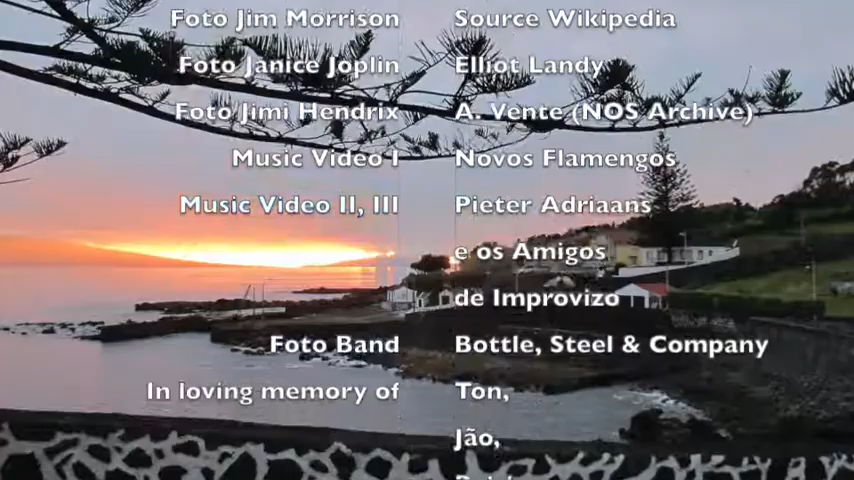 Foto Jim Morrison Source Wikipedia
Foto Janice Joplin Elliot Landy
Foto Jimi Hendrix A. Vente (NOS Archive)
Music Video I Novos Flamengos
Music Video II, III Pieter Adriaans
e os Amigos
de Improvizo
Foto Band Bottle, Steel & Company
In loving memory of Ton,
Jão,